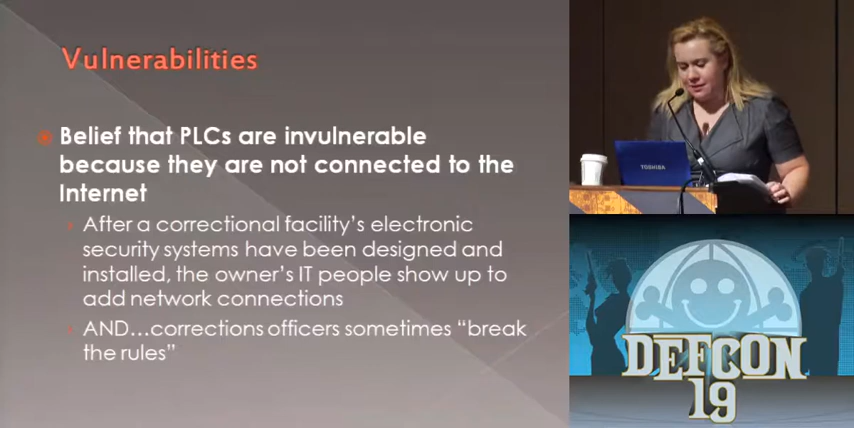 Vulnerabilities
Belief that PLCs are invulnerable
because they are not connected to the
Internet
After a correctional facility's electronic
security systems have been designed and
installed, the owner's IT people show up to
add network connections
AND...corrections officers sometimes "break
the rules"
TOSHIBA
DEFCON
19